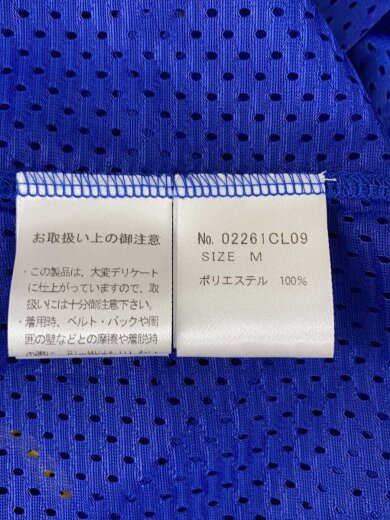 お取扱い上の御注意
・この製品は、大変デリケート
に仕上がっていますので、取
扱いには十分御注意下さい。
・着用時、ベルト・バックや周
囲の壁などとの摩擦や着脱時
No. 02261CL09
SIZE M
ポリエステル 100%